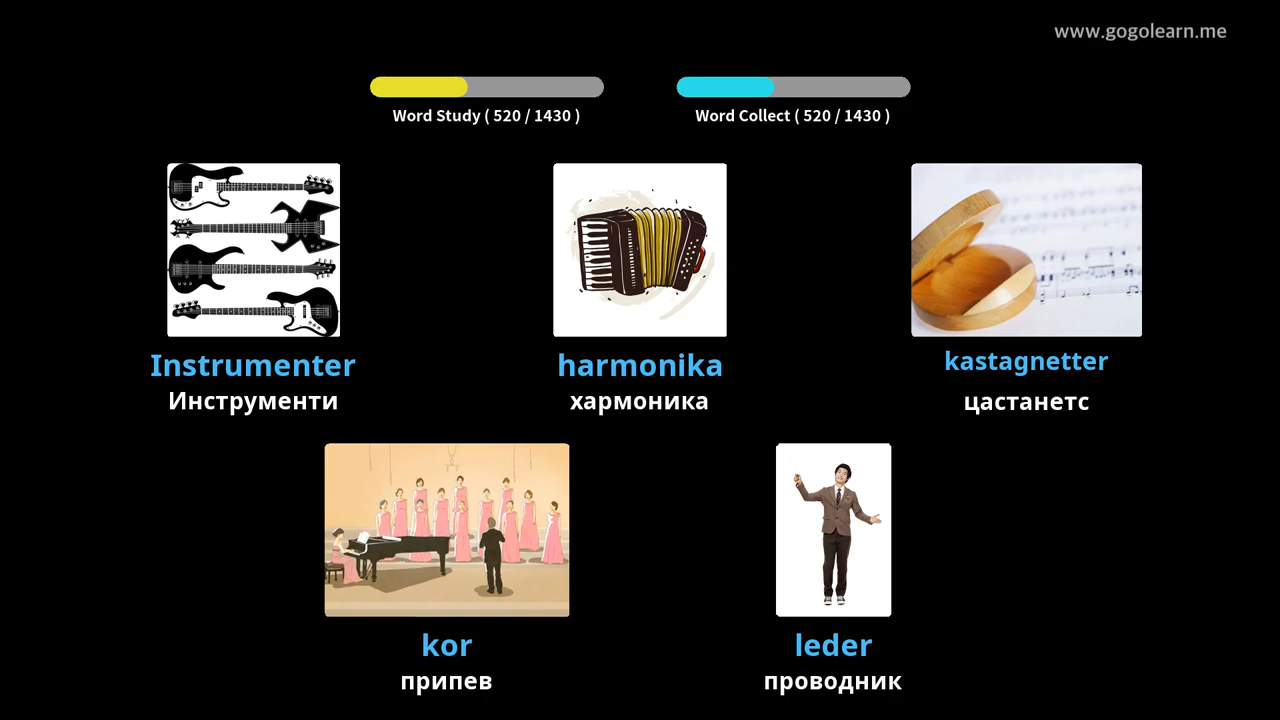 www.gogolearn.me
Word Study ( 520 / 1430 )
Word Collect ( 520 / 1430 )
Instrumenter
Инструменти
harmonika
хармоника
kastagnetter
цастанетс
kor
припев
leder
проводник